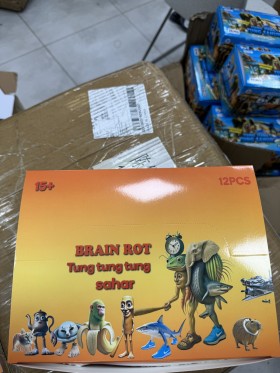 15+
12PCS
BRAIN ROT
Tung tung tung
sahar